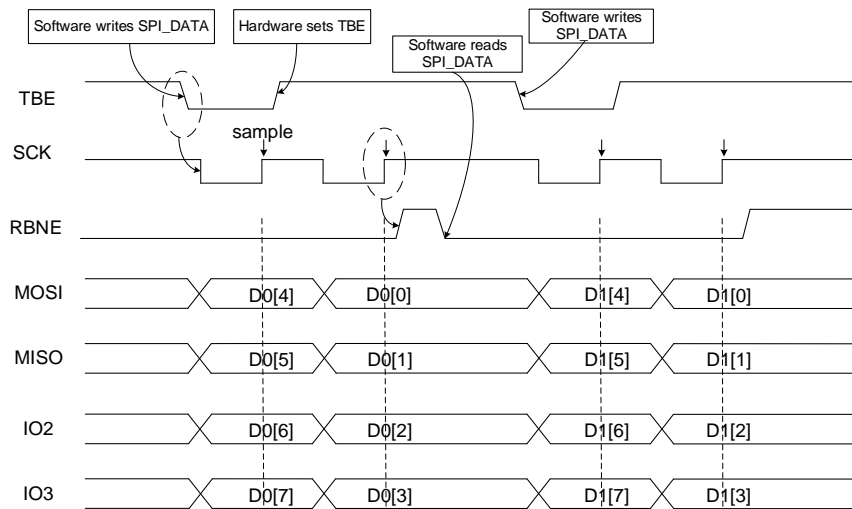 Software writes SPI_DATA
Hardware sets TBE
Software reads
SPI_DATA
Software writes
SPI_DATA
TBE
sample
SCK
RBNE
MOSI D0[4] D0[0] D1[4] D1[0]
MISO D0[5] D0[1] D1[5] D1[1]
IO2 D0[6] D0[2] D1[6] D1[2]
IO3 D0[7] D0[3] D1[7] D1[3]